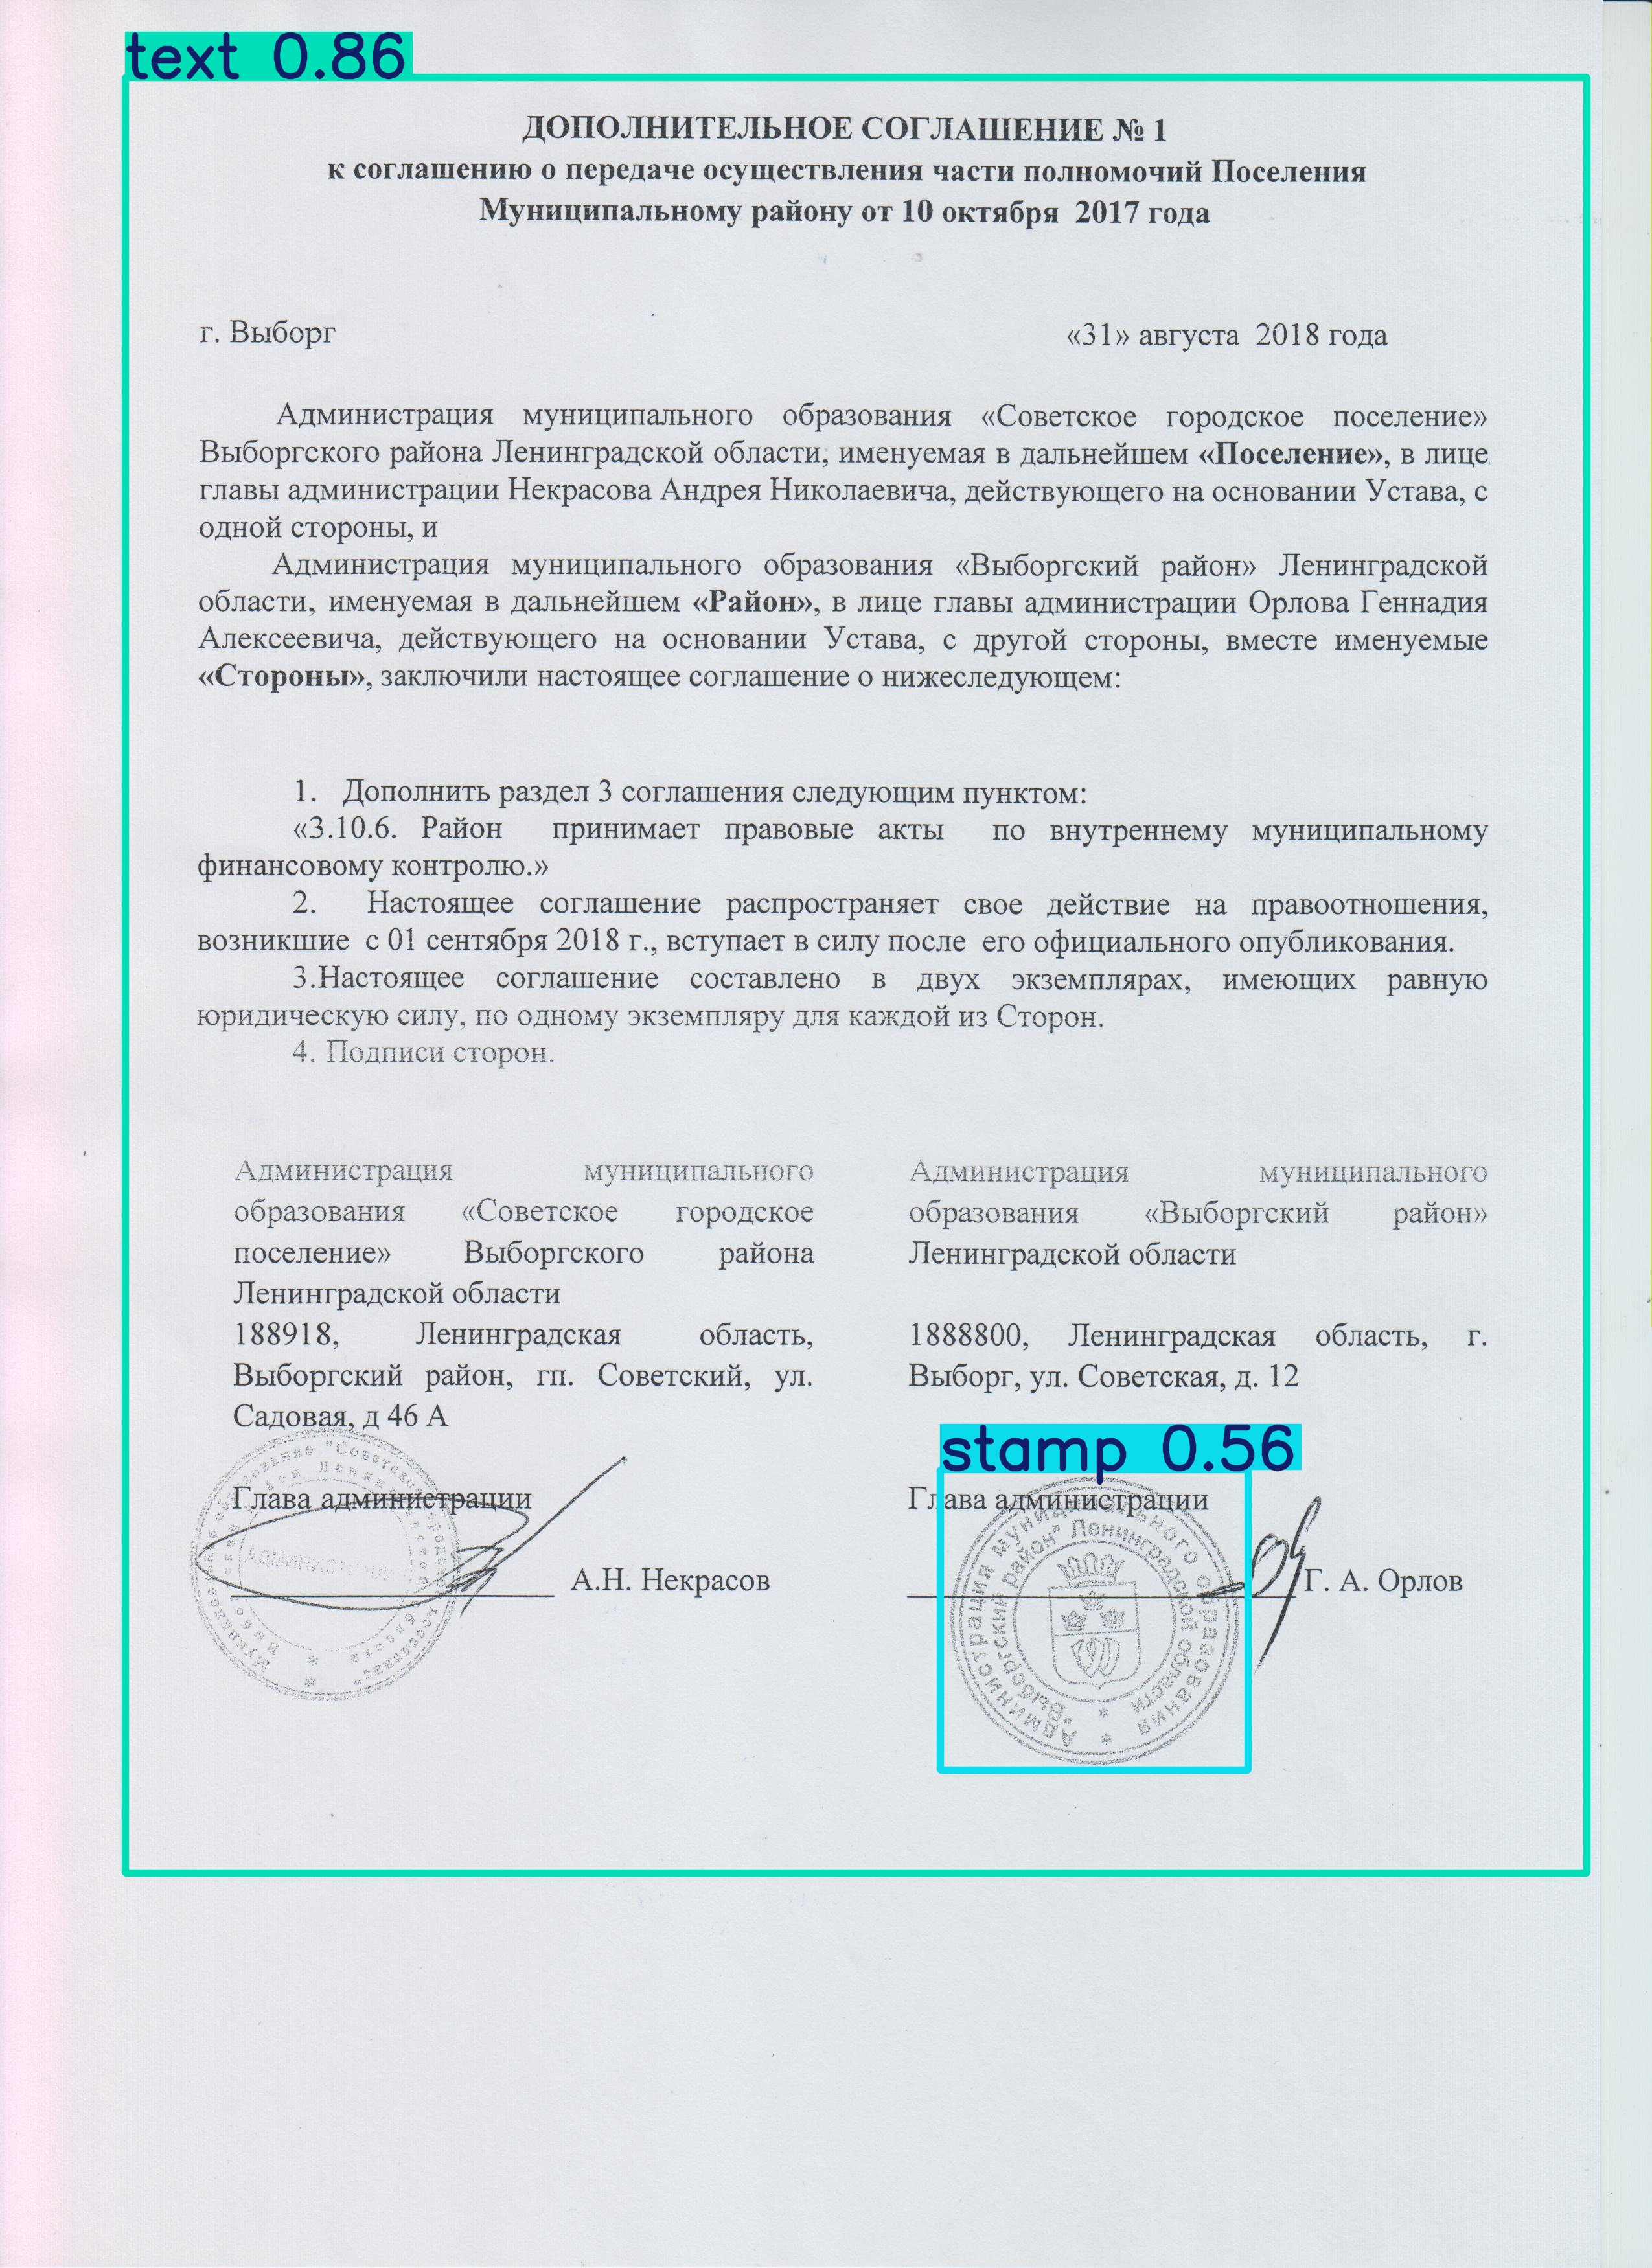 text 0.86
ДОПОЛНИТЕЛЬНОЕ СОГЛАШЕНИЕ № 1
к соглашению о передаче осуществления части полномочий Поселения
Муниципальному району от 10 октября 2017 года
г. Выборг «31» августа 2018 года
Администрация муниципального образования «Советское городское поселение»
Выборгского района Ленинградской области, именуемая в дальнейшем «Поселение», в лице
главы администрации Некрасова Андрея Николаевича, действующего на основании Устава, с
одной стороны, и
Администрация муниципального образования «Выборгский район» Ленинградской
области, именуемая в дальнейшем «Район», в лице главы администрации Орлова Геннадия
Алексеевича, действующего на основании Устава, с другой стороны, вместе именуемые
«Стороны», заключили настоящее соглашение о нижеследующем:
1. Дополнить раздел 3 соглашения следующим пунктом:
«3.10.6. Район принимает правовые акты по внутреннему муниципальному
финансовому контролю.»
2. Настоящее соглашение распространяет свое действие на правоотношения,
возникшие с 01 сентября 2018 г., вступает в силу после его официального опубликования.
3.Настоящее соглашение составлено в двух экземплярах, имеющих равную
юридическую силу, по одному экземпляру для каждой из Сторон.
4. Подписи сторон.
Администрация муниципального
образования «Советское городское
поселение» Выборгского района
Ленинградской области
188918, Ленинградская область,
Выборгский район, гп. Советский, ул.
Садовая, д 46 А
Глава администрации
А.Н. Некрасов
Муниципальное образование "Советское городское поселение"
АДМИНИСТРАЦИЯ
Администрация муниципального
образования «Выборгский район»
Ленинградской области
1888800, Ленинградская область, г.
Выборг, ул. Советская, д. 12
stamp 0.56
Глава администрации
Г. А. Орлов
Администрация муниципального образования
"Выборгский район" Ленинградской области